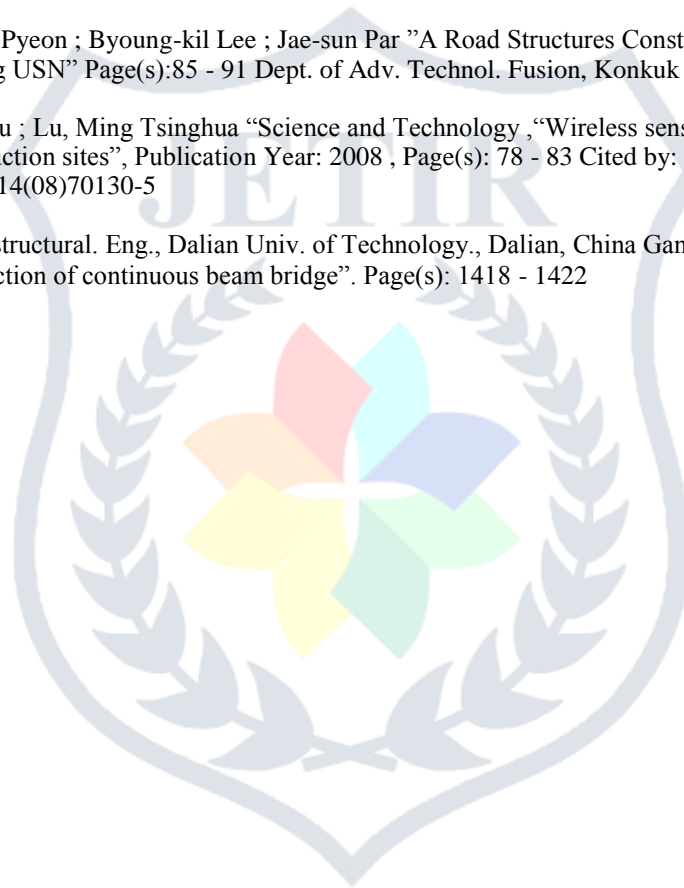 Pyeon ; Byoung-kil Lee ; Jae-sun Par ”A Road Structures Const
g USN” Page(s):85 - 91 Dept. of Adv. Technol. Fusion, Konkuk
u ; Lu, Ming Tsinghua “Science and Technology ,“Wireless sens
ction sites”, Publication Year: 2008 , Page(s): 78 - 83 Cited by:
14(08)70130-5
structural. Eng., Dalian Univ. of Technology., Dalian, China Gan
ction of continuous beam bridge”. Page(s): 1418 - 1422
JETIR